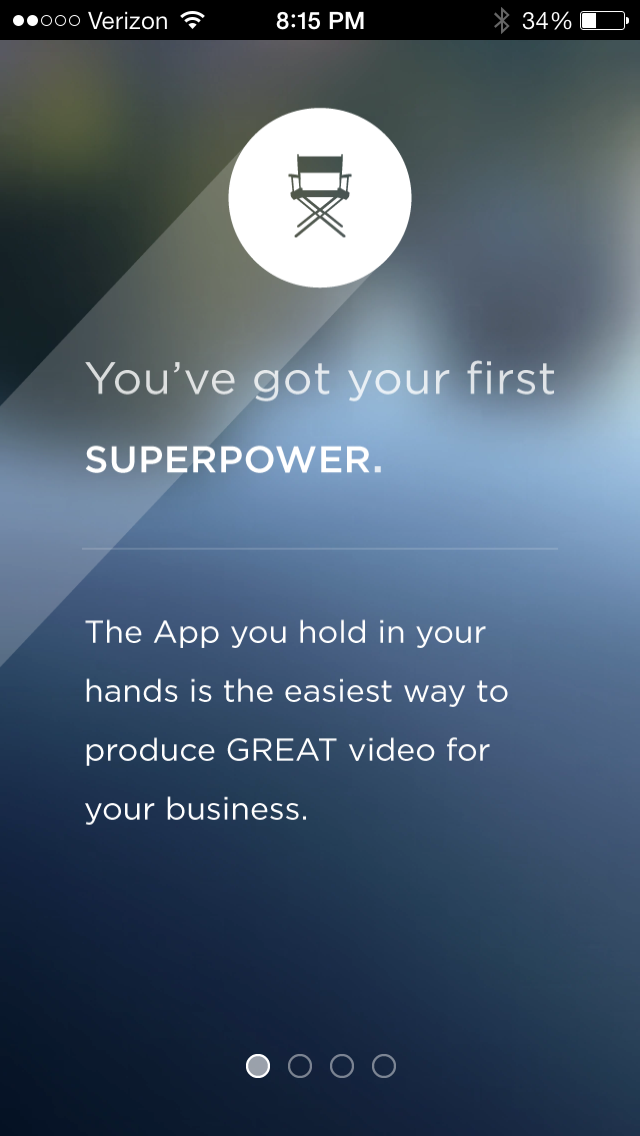 Verizon 8:15 PM 34%
You’ve got your first
SUPERPOWER.
The App you hold in your
hands is the easiest way to
produce GREAT video for
your business.